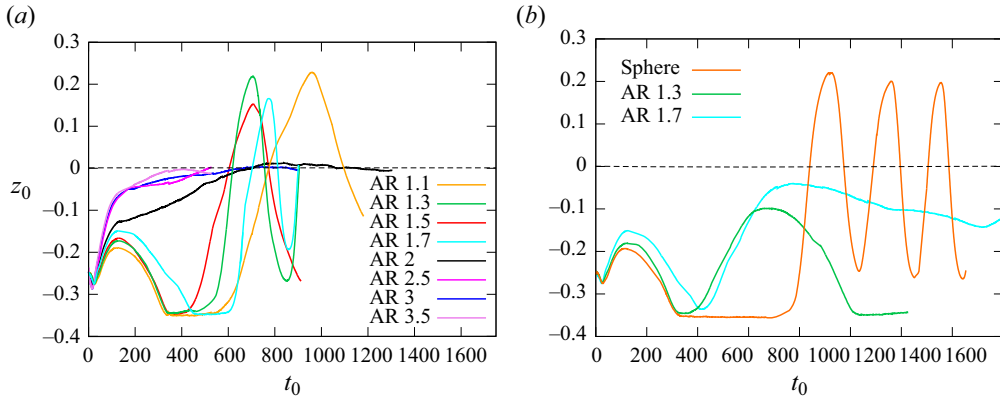 (a)
0.3
0.2
0.1
0
–0.1
–0.2
–0.3
–0.4
z0
0 200 400 600 800 1000 1200 1400 1600
t0
AR 1.1
AR 1.3
AR 1.5
AR 1.7
AR 2
AR 2.5
AR 3
AR 3.5
(b)
0.3
0.2
0.1
0
–0.1
–0.2
–0.3
–0.4
0 200 400 600 800 1000 1200 1400 1600
t0
Sphere
AR 1.3
AR 1.7